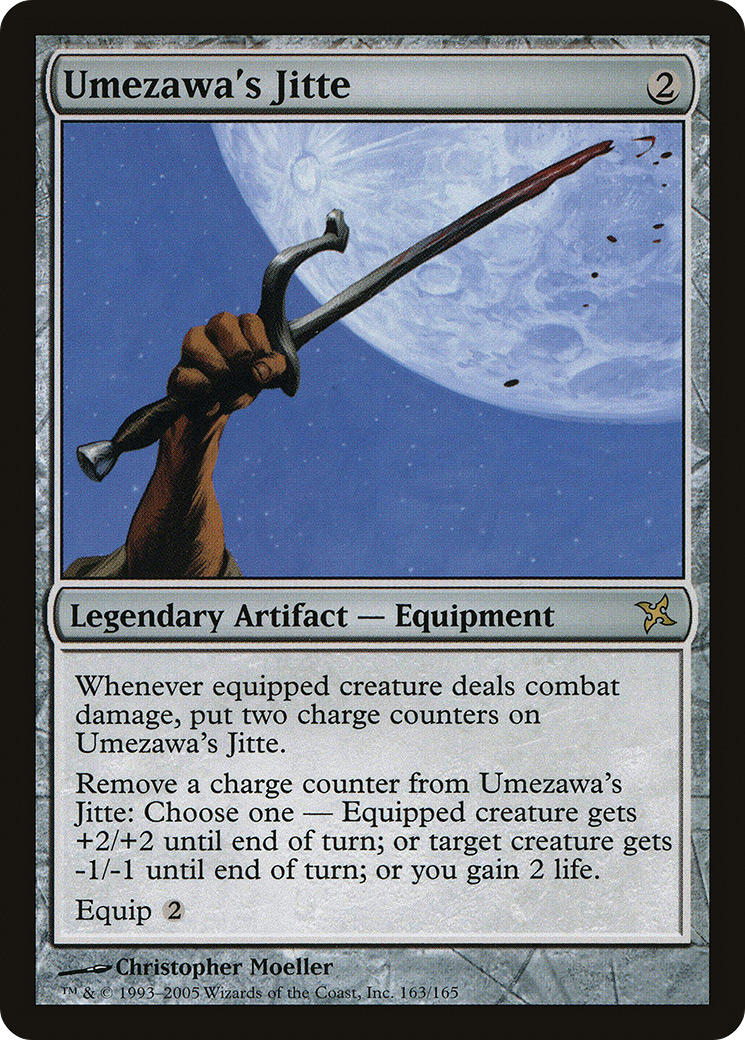 Umezawa's Jitte 2
Legendary Artifact — Equipment
Whenever equipped creature deals combat
damage, put two charge counters on
Umezawa's Jitte.
Remove a charge counter from Umezawa's
Jitte: Choose one — Equipped creature gets
+2/+2 until end of turn; or target creature gets
-1/-1 until end of turn; or you gain 2 life.
Equip 2
Christopher Moeller
™ & © 1993–2005 Wizards of the Coast, Inc. 163/165